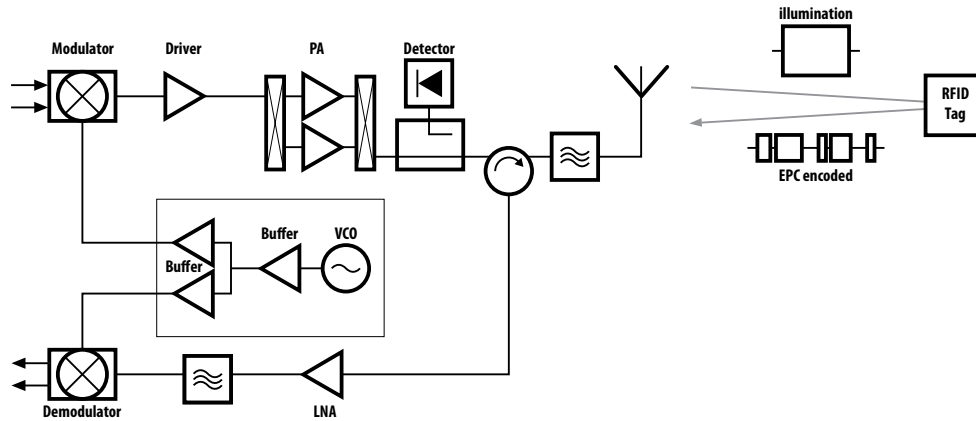 illumination
Modulator
Driver
PA
Detector
RFID
Tag
EPC encoded
Buffer
VCO
Buffer
Demodulator
LNA